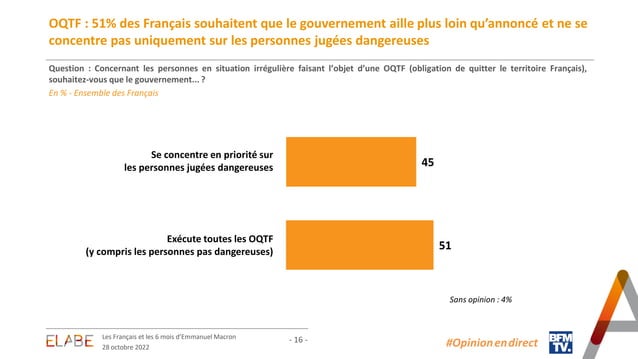 OQTF : 51% des Français souhaitent que le gouvernement aille plus loin qu’annoncé et ne se
concentre pas uniquement sur les personnes jugées dangereuses
Question : Concernant les personnes en situation irrégulière faisant l’objet d’une OQTF (obligation de quitter le territoire Français),
souhaitez-vous que le gouvernement... ?
En % - Ensemble des Français
Se concentre en priorité sur
les personnes jugées dangereuses
45
Exécute toutes les OQTF
(y compris les personnes pas dangereuses)
51
Sans opinion : 4%
ELABE
Les Français et les 6 mois d’Emmanuel Macron
28 octobre 2022
- 16 -
#Opinionendirect
BFM
TV.